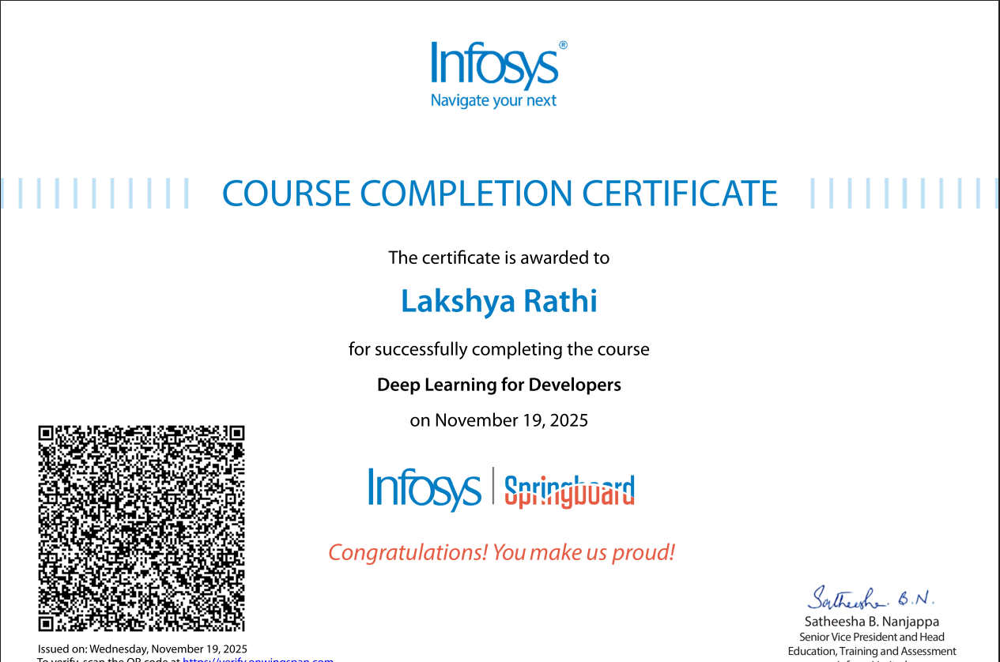 Infosys®
Navigate your next
COURSE COMPLETION CERTIFICATE
The certificate is awarded to
Lakshya Rathi
for successfully completing the course
Deep Learning for Developers
on November 19, 2025
Infosys | Springboard
Congratulations! You make us proud!
Issued on: Wednesday, November 19, 2025
To verify, scan the QR code at https://verify.onwingspan.com
Satheesha B.N.
Satheesha B. Nanjappa
Senior Vice President and Head
Education, Training and Assessment